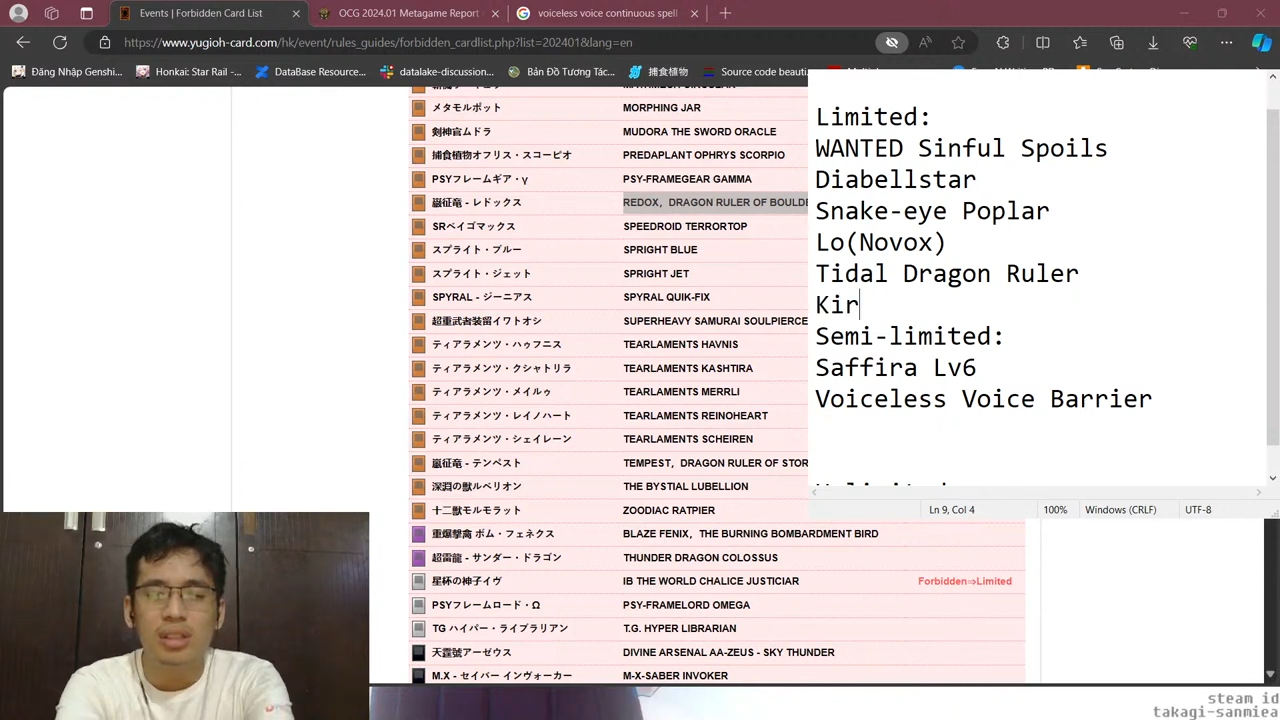 Events | Forbidden Card List
OCG 2024.01 Metagame Report
voiceless voice continuous spell
https://www.yugioh-card.com/hk/event/rules_guides/forbidden_cardlist.php?list=202401&lang=en
Đăng Nhập Genshi...
Honkai: Star Rail -...
DataBase Resource...
datalake-discussion...
Bản Đồ Tương Tác...
捕食植物
Source code beauti...
メタモルポット MORPHING JAR
剣神官ムドラ MUDORA THE SWORD ORACLE
捕食植物オフリス・スコーピオ PREDAPLANT OPHRYS SCORPIO
PSYフレームギア・γ PSY-FRAMEGEAR GAMMA
巌征竜-レドックス REDOX, DRAGON RULER OF BOULDE
SRベイゴマックス SPEEDROID TERRORTOP
スプライト・ブルー SPRIGHT BLUE
スプライト・ジェット SPRIGHT JET
SPYRAL-ジーニアス SPYRAL QUIK-FIX
超重武者装留イワトオシ SUPERHEAVY SAMURAI SOULPIERCE
ティアラメンツ・ハゥフニス TEARLAMENTS HAVNIS
ティアラメンツ・クシャトリラ TEARLAMENTS KASHTIRA
ティアラメンツ・メイルゥ TEARLAMENTS MERRLI
ティアラメンツ・レイノハート TEARLAMENTS REINOHEART
ティアラメンツ・シェイレーン TEARLAMENTS SCHEIREN
嵐征竜-テンペスト TEMPEST, DRAGON RULER OF STOR
深淵の獣ルベリオン THE BYSTIAL LUBELLION
十二獣モルモラット ZOODIAC RATPIER
重爆撃禽 ボム・フェネクス BLAZE FENIX, THE BURNING BOMBARDMENT BIRD
超雷龍-サンダー・ドラゴン THUNDER DRAGON COLOSSUS
星杯の神子イヴ IB THE WORLD CHALICE JUSTICIAR Forbidden⇒Limited
PSYフレームロード・Ω PSY-FRAMELORD OMEGA
TG ハイパー・ライブラリアン T.G. HYPER LIBRARIAN
天霆號アーゼウス DIVINE ARSENAL AA-ZEUS - SKY THUNDER
M.X-セイバー インヴォーカー M-X-SABER INVOKER
Limited:
WANTED Sinful Spoils
Diabellstar
Snake-eye Poplar
Lo(Novox)
Tidal Dragon Ruler
Kir
Semi-limited:
Saffira Lv6
Voiceless Voice Barrier
Ln 9, Col 4
100%
Windows (CRLF)
UTF-8
steam id
takagi-sanmiea